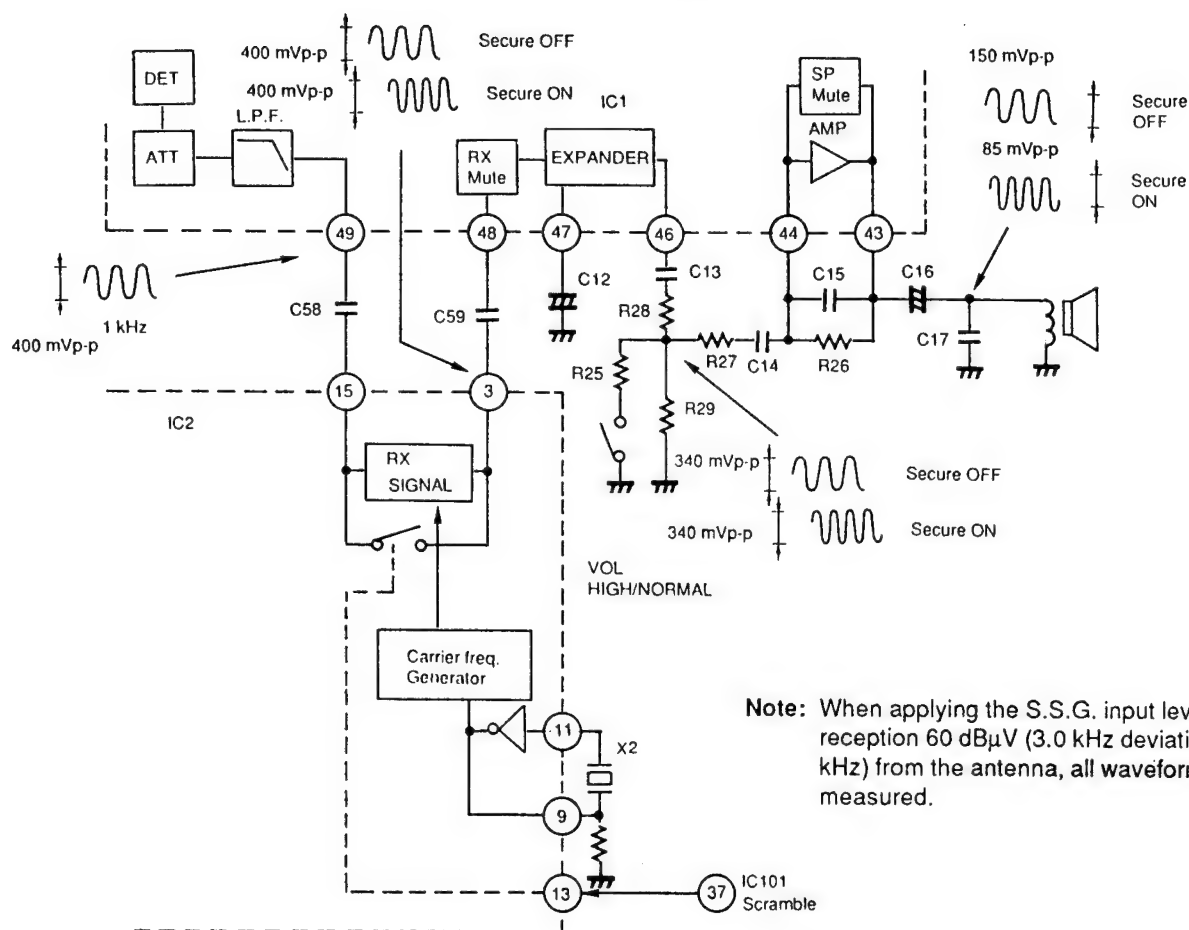 400 mVp-p
Secure OFF
400 mVp-p
Secure ON
DET
ATT
L.P.F.
IC1
RX
Mute
EXPANDER
SP
Mute
AMP
150 mVp-p
Secure
OFF
85 mVp-p
Secure
ON
49
48
47
46
44
43
1 kHz
400 mVp-p
C58
C59
C12
C13
R28
R27
C14
C15
R26
C16
C17
R25
R29
15
3
IC2
RX
SIGNAL
340 mVp-p
Secure OFF
340 mVp-p
Secure ON
VOL
HIGH/NORMAL
Carrier freq.
Generator
11
X2
9
13
37
IC101
Scramble
Note: When applying the S.S.G. input lev
reception 60 dBµV (3.0 kHz deviati
kHz) from the antenna, all waveform
measured.